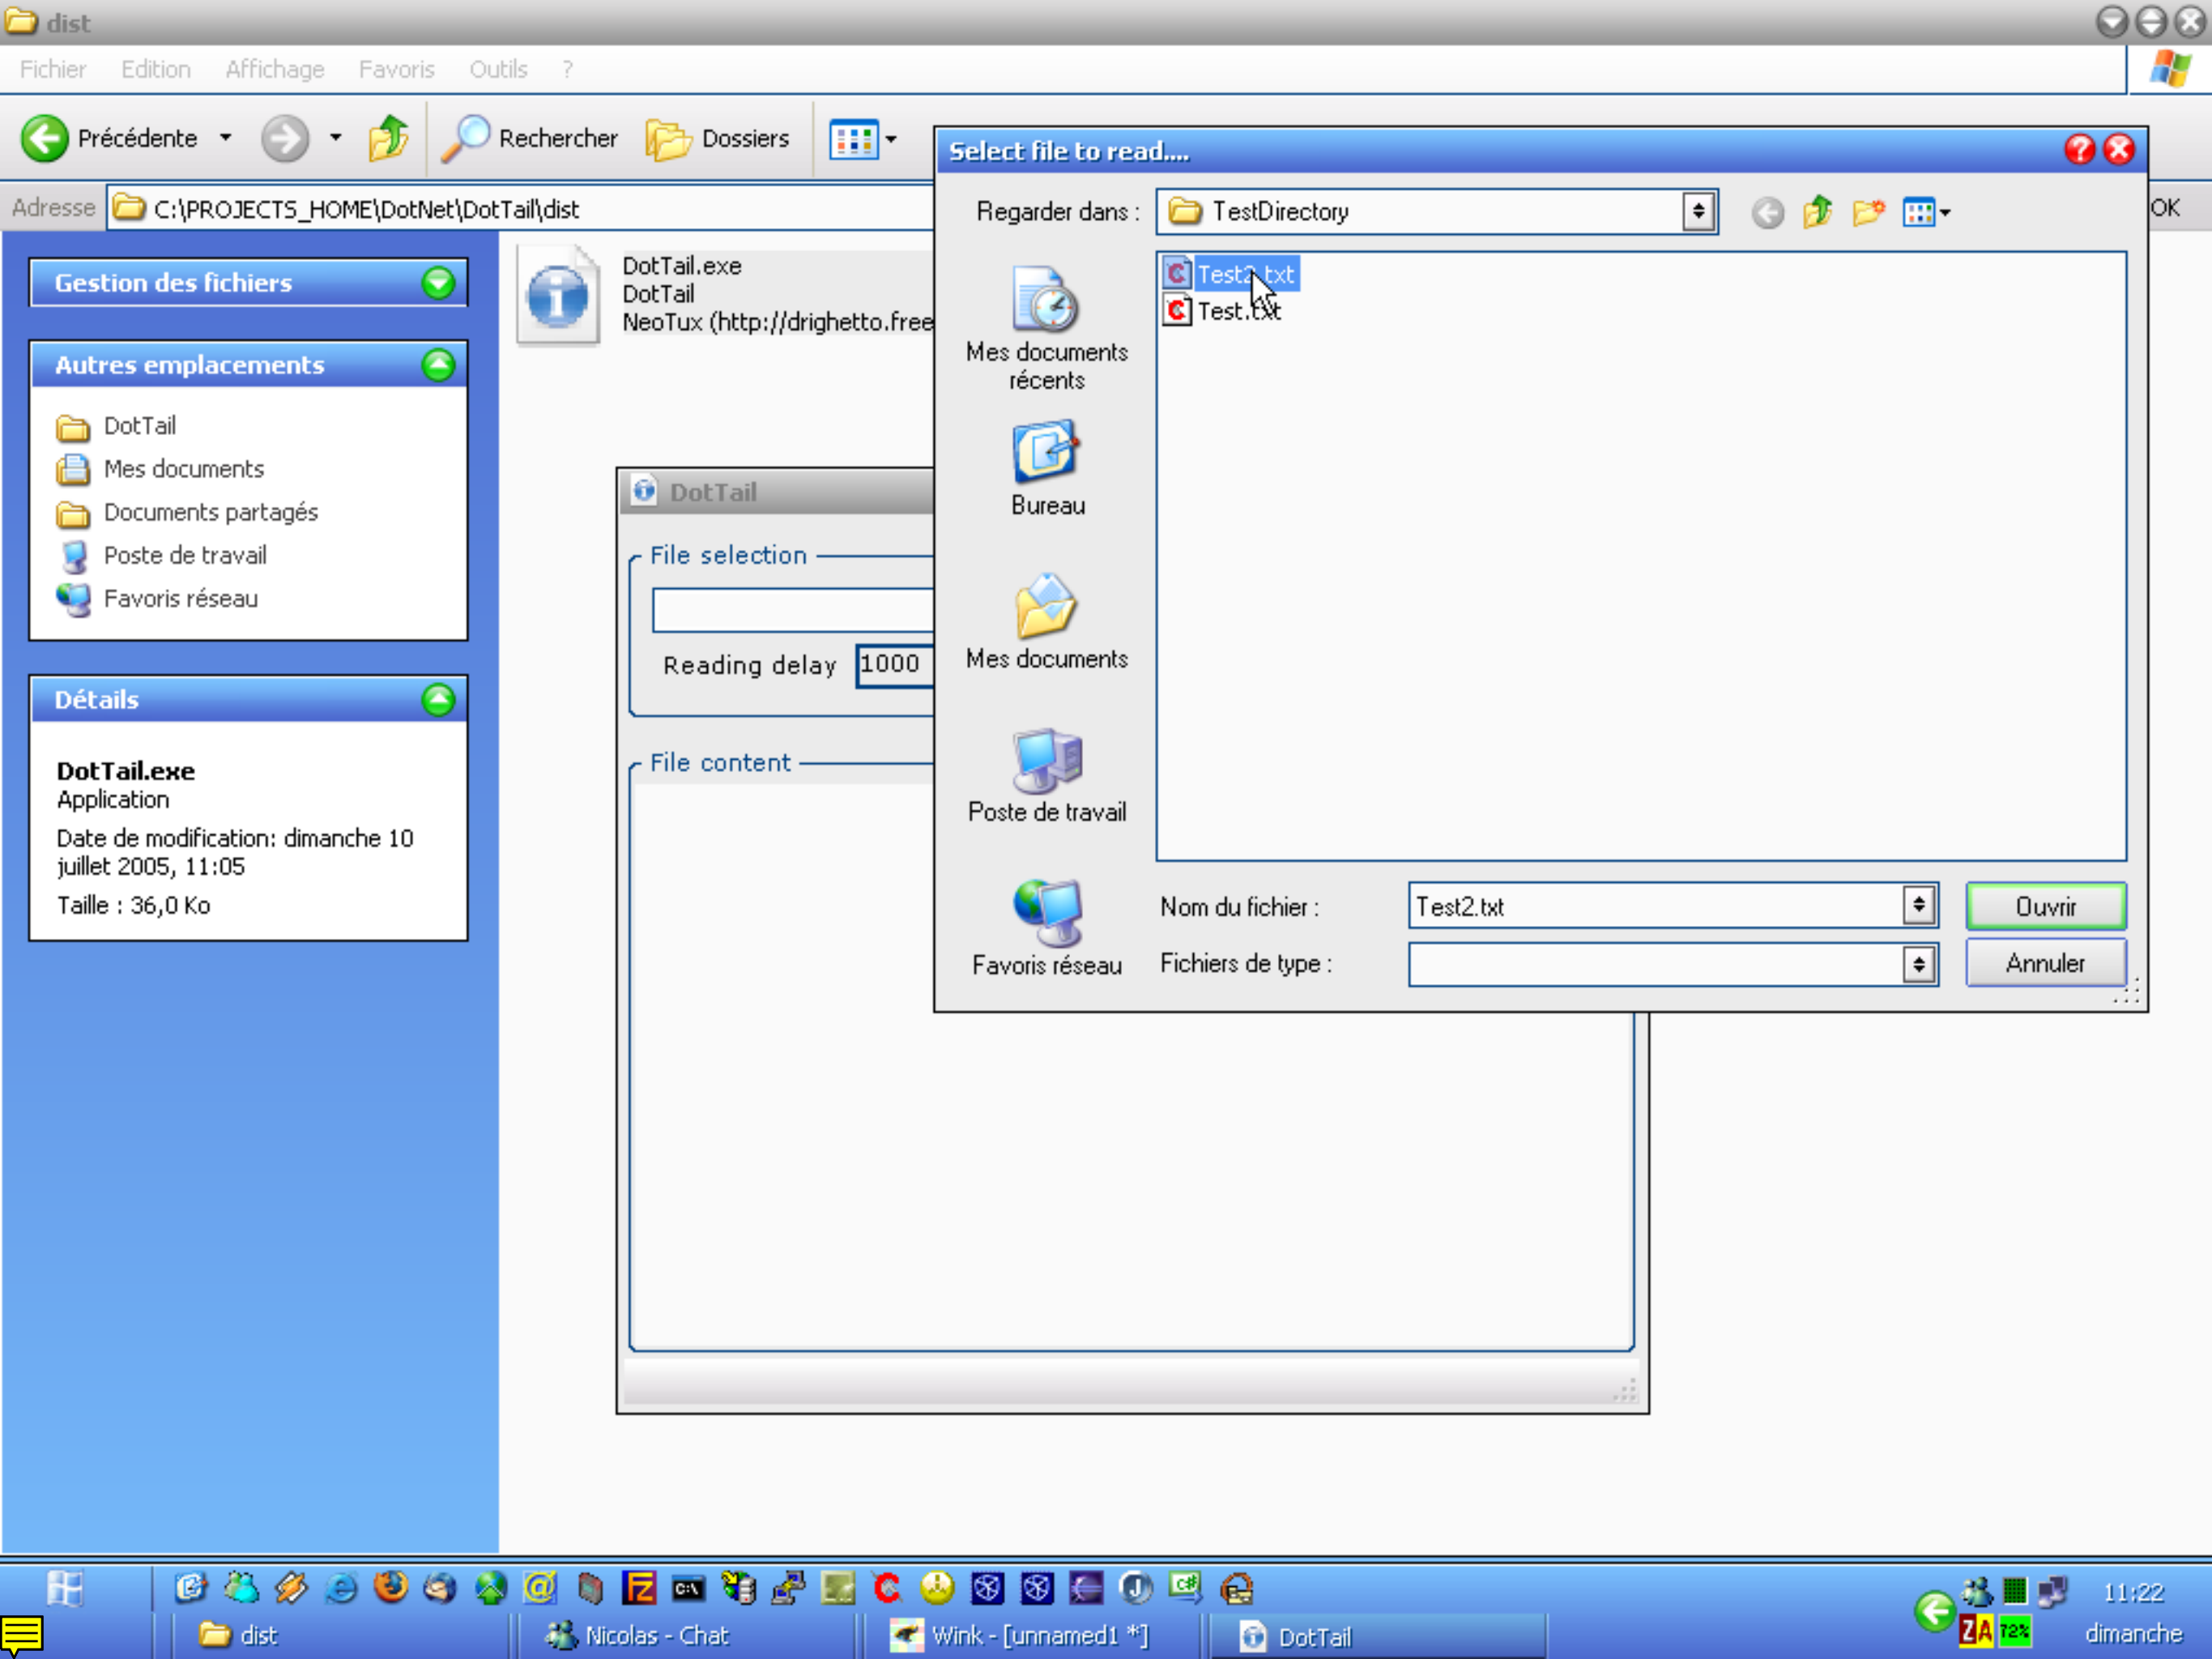 dist
Fichier Edition Affichage Favoris Outils ?
Précédente Rechercher Dossiers
Adresse C:\PROJECTS_HOME\DotNet\DotTail\dist OK
Gestion des fichiers
Autres emplacements
DotTail
Mes documents
Documents partagés
Poste de travail
Favoris réseau
Détails
DotTail.exe
Application
Date de modification: dimanche 10
juillet 2005, 11:05
Taille : 36,0 Ko
DotTail.exe
DotTail
NeoTux (http://drighetto.free
DotTail
File selection
Reading delay 1000
File content
Select file to read....
Regarder dans : TestDirectory
Test2.txt
Test.txt
Mes documents
récents
Bureau
Mes documents
Poste de travail
Favoris réseau
Nom du fichier : Test2.txt Ouvrir
Fichiers de type : Annuler
11:22
ZA 72%
dist Nicolas - Chat Wink - [unnamed1 *] DotTail dimanche